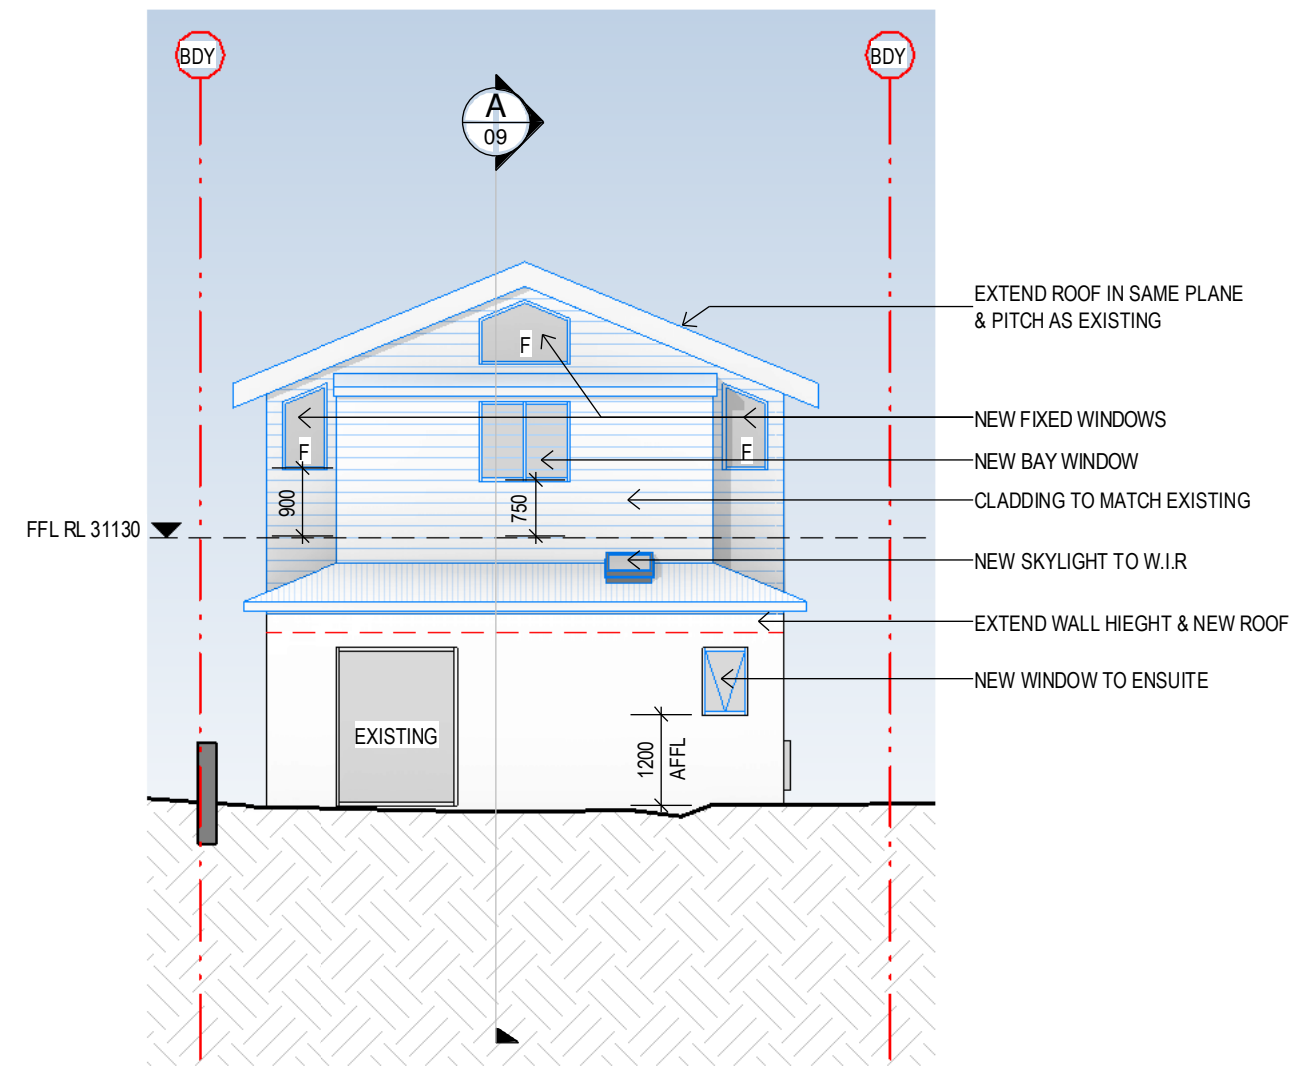 BDY
BDY
A
09
EXTEND ROOF IN SAME PLANE
& PITCH AS EXISTING
F
NEW FIXED WINDOWS
F
F
NEW BAY WINDOW
900
750
CLADDING TO MATCH EXISTING
FFL RL 31130
NEW SKYLIGHT TO W.I.R
EXTEND WALL HIEGHT & NEW ROOF
NEW WINDOW TO ENSUITE
EXISTING
1200
AFFL